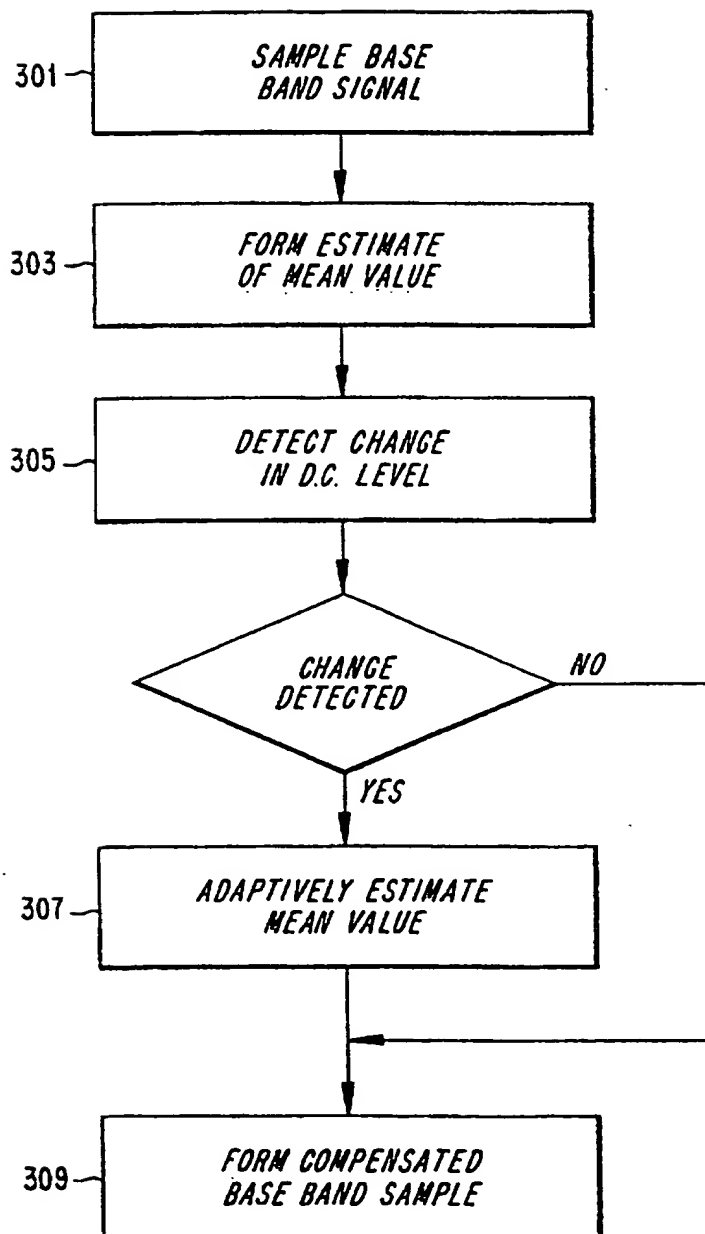 301
SAMPLE BASE
BAND SIGNAL
303
FORM ESTIMATE
OF MEAN VALUE
305
DETECT CHANGE
IN D.C. LEVEL
CHANGE
DETECTED
NO
YES
307
ADAPTIVELY ESTIMATE
MEAN VALUE
309
FORM COMPENSATED
BASE BAND SAMPLE